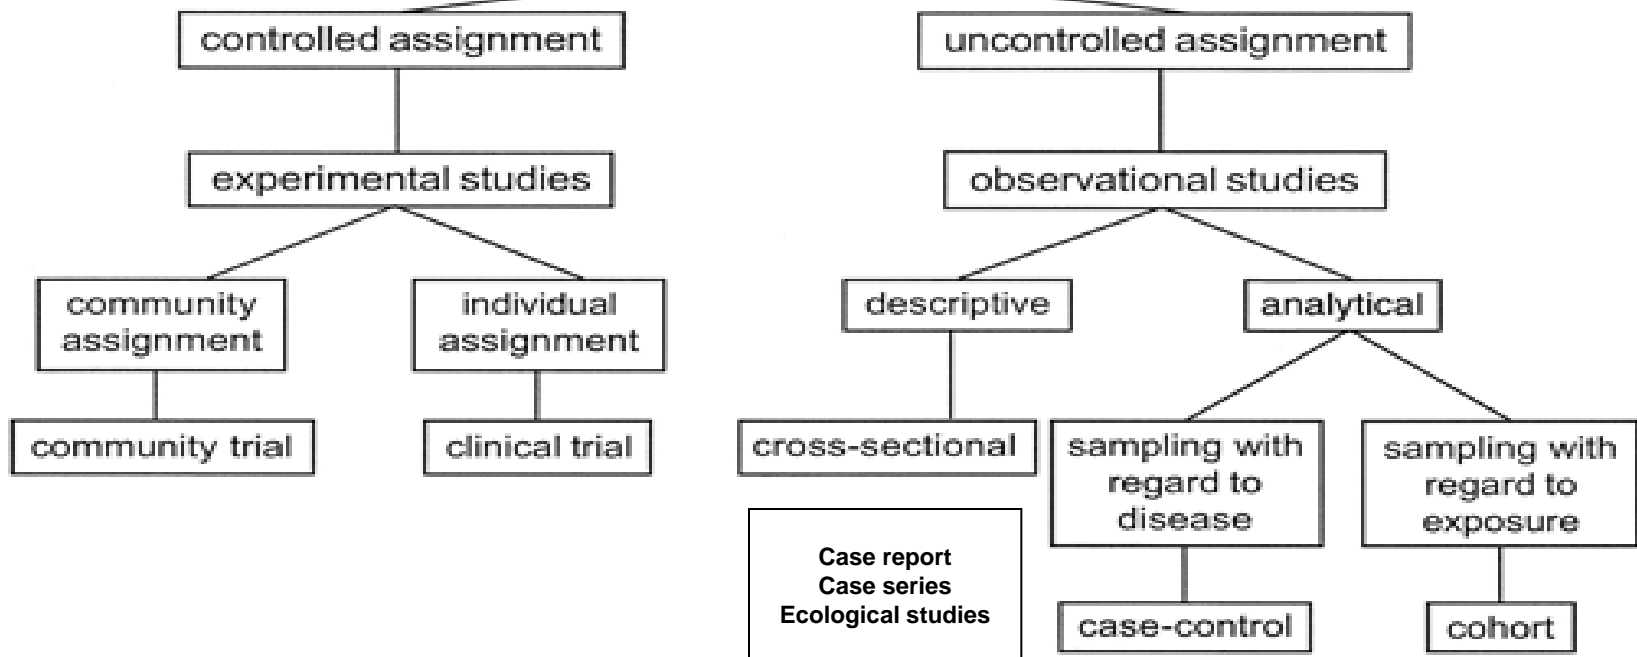 controlled assignment
uncontrolled assignment
experimental studies
observational studies
community
assignment
individual
assignment
descriptive
analytical
community trial
clinical trial
cross-sectional
sampling with
regard to
disease
sampling with
regard to
exposure
Case report
Case series
Ecological studies
case-control
cohort